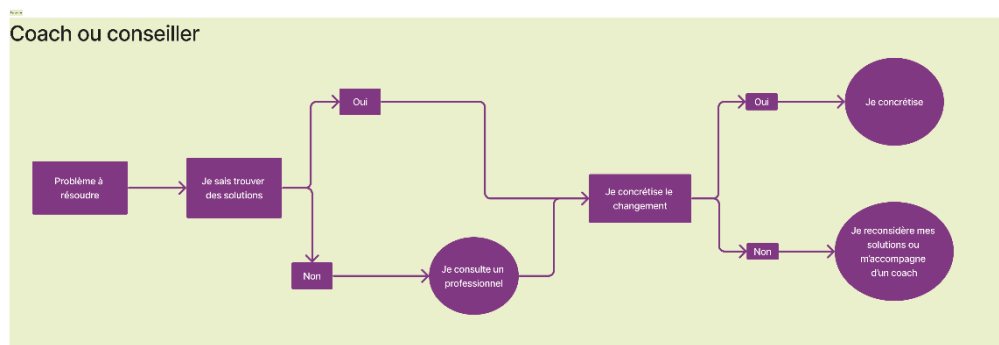 Coach ou conseiller
Oui
Oui
Je concrétise
Problème à
résoudre
Je sais trouver
des solutions
Je concrétise le
changement
Non
Je consulte un
professionnel
Non
Je reconsidère mes
solutions ou
m'accompagne
d'un coach